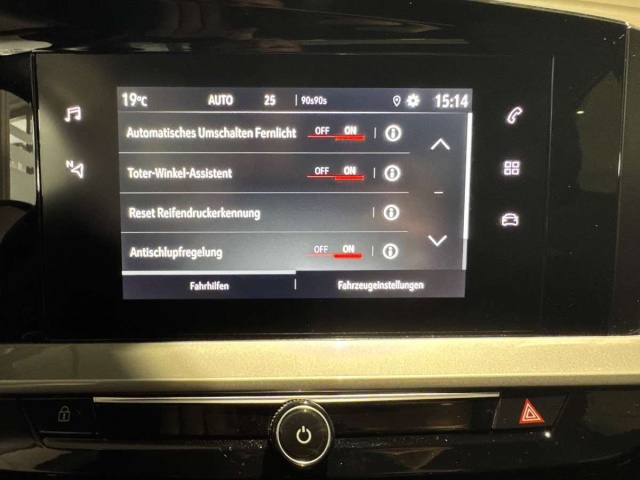 19°C AUTO 25 90s90s 15:14
Automatisches Umschalten Fernlicht OFF ON
Toter-Winkel-Assistent OFF ON
Reset Reifendruckerkennung
Antischlupfregelung OFF ON
Fahrhilfen Fahrzeugeinstellungen
N